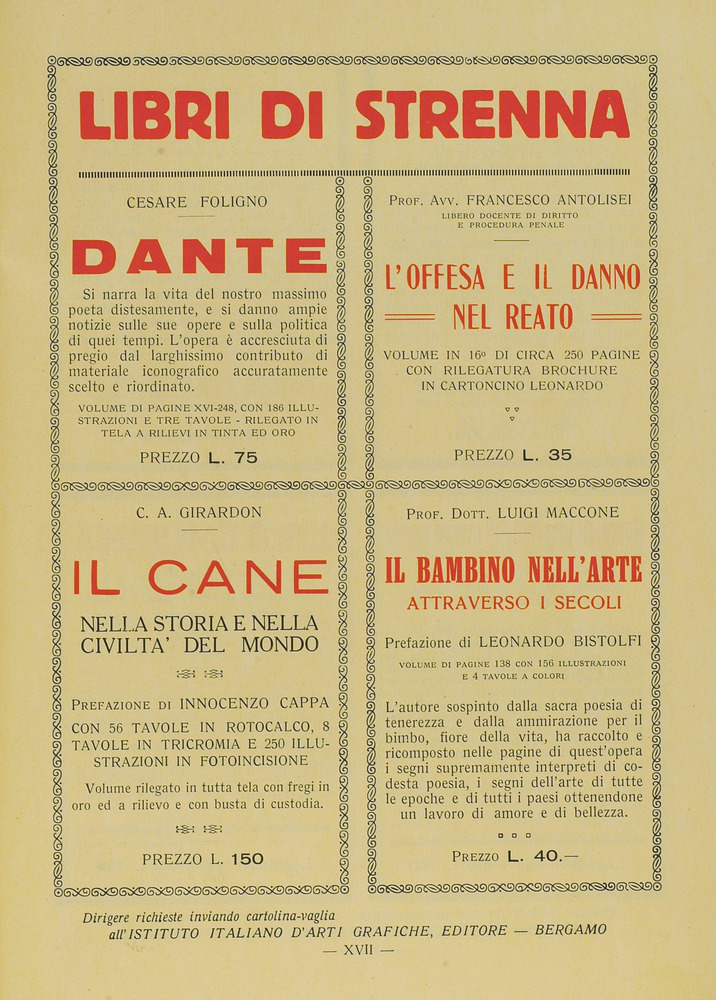 LIBRI DI STRENNA
CESARE FOLIGNO
DANTE
Si narra la vita del nostro massimo
poeta distesamente, e si danno ampie
notizie sulle sue opere e sulla politica
di quei tempi. L'opera è accresciuta di
pregio dal larghissimo contributo di
materiale iconografico accuratamente
scelto e riordinato.
VOLUME DI PAGINE XVI-248, CON 186 ILLU-
STRAZIONI E TRE TAVOLE - RILEGATO IN
TELA A RILIEVI IN TINTA ED ORO
PREZZO L. 75
PROF. AVV. FRANCESCO ANTOLISEI
LIBERO DOCENTE DI DIRITTO
E PROCEDURA PENALE
L'OFFESA E IL DANNO
NEL REATO
VOLUME IN 16º DI CIRCA 250 PAGINE
CON RILEGATURA BROCHURE
IN CARTONCINO LEONARDO
PREZZO L. 35
C. A. GIRARDON
IL CANE
NELLA STORIA E NELLA
CIVILTA' DEL MONDO
PREFAZIONE DI INNOCENZO CAPPA
CON 56 TAVOLE IN ROTOCALCO, 8
TAVOLE IN TRICROMIA E 250 ILLU-
STRAZIONI IN FOTOINCISIONE
Volume rilegato in tutta tela con fregi in
oro ed a rilievo e con busta di custodia.
PREZZO L. 150
PROF. DOTT. LUIGI MACCONE
IL BAMBINO NELL'ARTE
ATTRAVERSO I SECOLI
Prefazione di LEONARDO BISTOLFI
VOLUME DI PAGINE 138 CON 156 ILLUSTRAZIONI
E 4 TAVOLE A COLORI
L'autore sospinto dalla sacra poesia di
tenerezza e dalla ammirazione per il
bimbo, fiore della vita, ha raccolto e
ricomposto nelle pagine di quest'opera
i segni supremamente interpreti di co-
desta poesia, i segni dell'arte di tutte
le epoche e di tutti i paesi ottenendone
un lavoro di amore e di bellezza.
PREZZO L. 40.—
Dirigere richieste inviando cartolina-vaglia
all'ISTITUTO ITALIANO D'ARTI GRAFICHE, EDITORE — BERGAMO
— XVII —